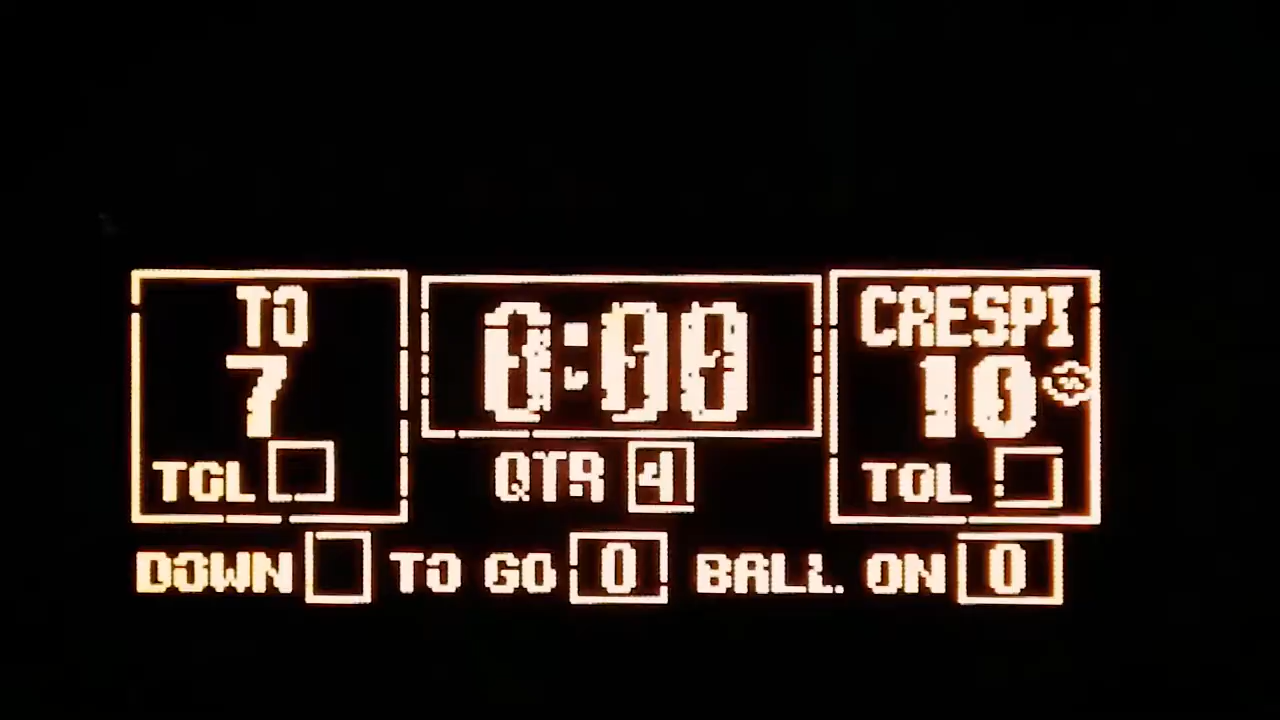 TO
7
TOL
0:00
QTR 4
CRESPI
10
TOL
DOWN TO GO 0 BALL ON 0